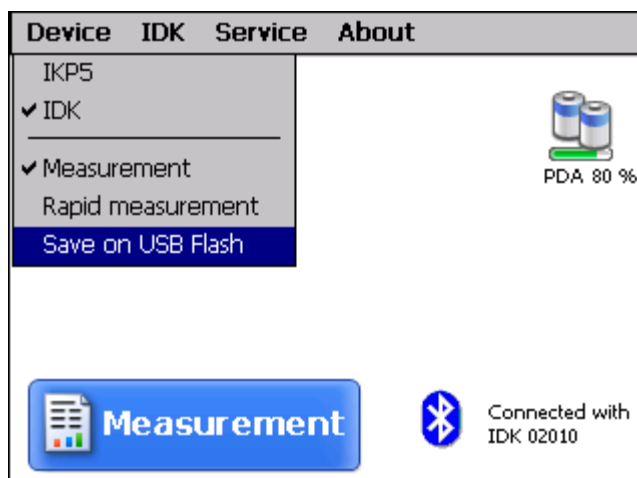 Device IDK Service About
IKP5
IDK
Measurement
Rapid measurement
Save on USB Flash
PDA 80 %
Measurement
Connected with
IDK 02010